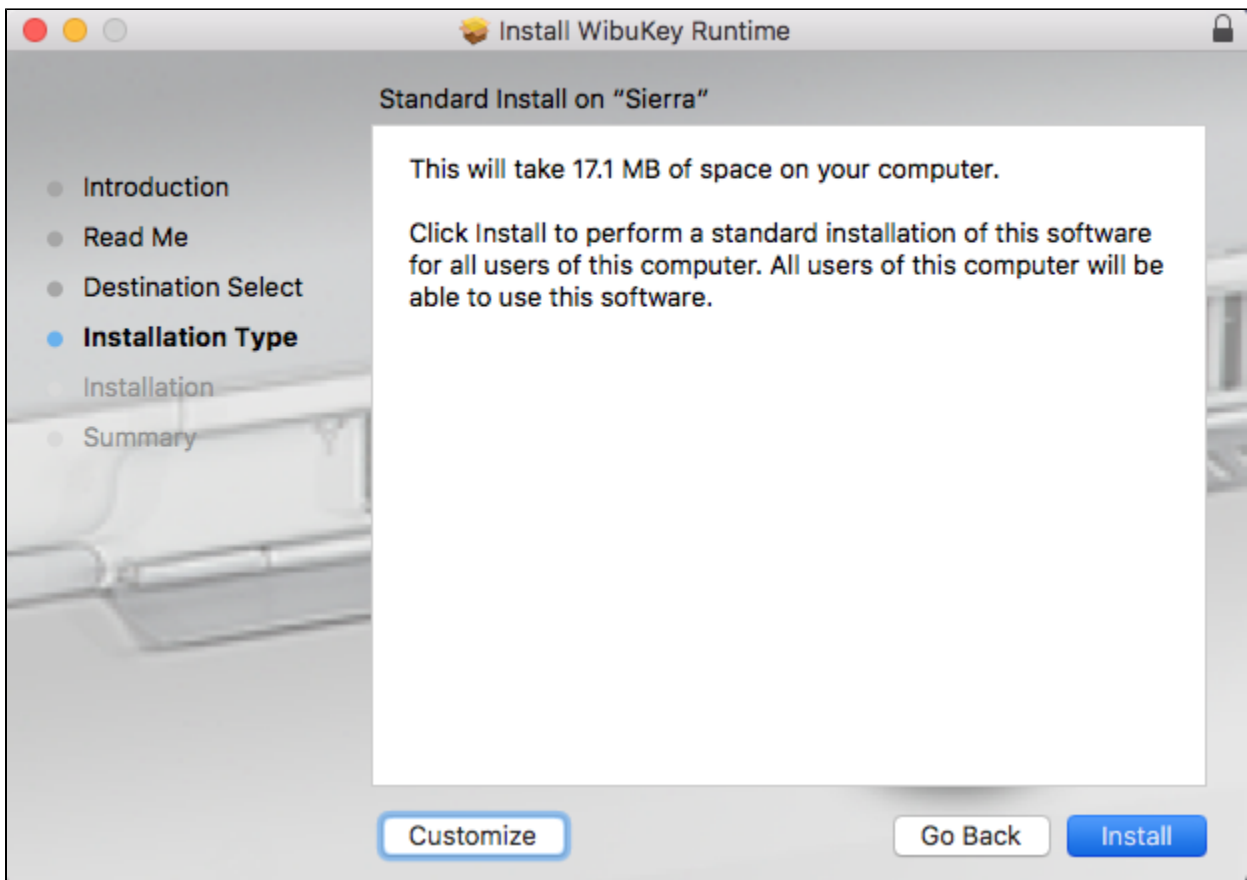 Install WibuKey Runtime
Standard Install on “Sierra”
Introduction
Read Me
Destination Select
Installation Type
Installation
Summary
This will take 17.1 MB of space on your computer.
Click Install to perform a standard installation of this software
for all users of this computer. All users of this computer will be
able to use this software.
Customize
Go Back
Install